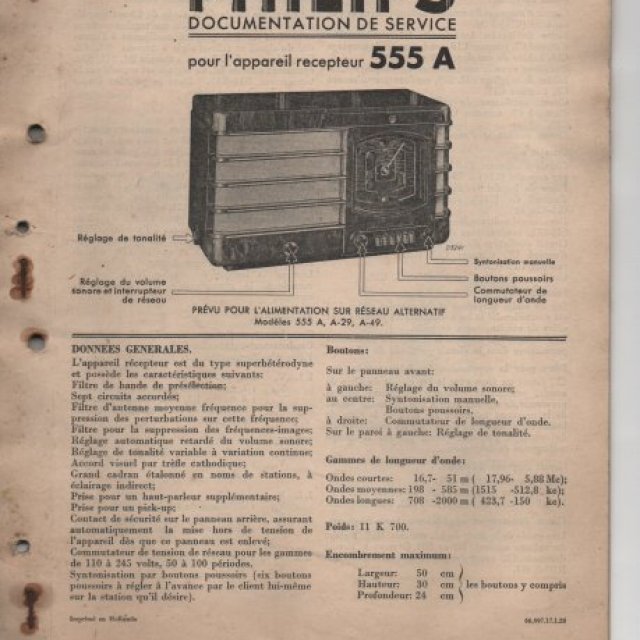 PHILIPS
DOCUMENTATION DE SERVICE
pour l'appareil recepteur 555 A
Réglage de tonalité
Réglage du volume
sonore et interrupteur
de réseau
Syntonisation manuelle
Boutons poussoirs
Commutateur de
longueur d'onde
PRÉVU POUR L'ALIMENTATION SUR RÉSEAU ALTERNATIF
Modèles 555 A, A-29, A-49.
DONNEES GENERALES.
L'appareil récepteur est du type superhétérodyne
et possède les caractéristiques suivants:
Filtre de bande de présélection;
Sept circuits accordés;
Filtre d'antenne moyenne fréquence pour la sup-
pression des perturbations sur cette fréquence;
Filtre pour la suppression des fréquences-images;
Réglage automatique retardé du volume sonore;
Réglage de tonalité variable à variation continue;
Accord visuel par trèfle cathodique;
Grand cadran étalonné en noms de stations, à
éclairage indirect;
Prise pour un haut-parleur supplémentaire;
Prise pour un pick-up;
Contact de sécurité sur le panneau arrière, assurant
automatiquement la mise hors de tension de
l'appareil dès que ce panneau est enlevé;
Commutateur de tension de réseau pour les gammes
de 110 à 245 volts, 50 à 100 périodes.
Syntonisation par boutons poussoirs (six boutons
poussoirs à régler à l'avance par le client lui-même
sur la station qu'il désire).
Boutons:
Sur le panneau avant:
à gauche: Réglage du volume sonore;
au centre: Syntonisation manuelle,
Boutons poussoirs.
à droite: Commutateur de longueur d'onde.
Sur le paroi à gauche: Réglage de tonalité.
Gammes de longueur d'onde:
Ondes courtes: 16,7- 51 m ( 17,96- 5,88 Mc);
Ondes moyennes: 198 - 585 m (1515 -512,8 kc);
Ondes longues: 708 -2000 m ( 423,7 -150 kc).
Poids: 11 K 700.
Encombrement maximum:
Largeur: 50 cm
Hauteur: 30 cm } les boutons y compris
Profondeur: 24 cm
Imprimé en Hollande